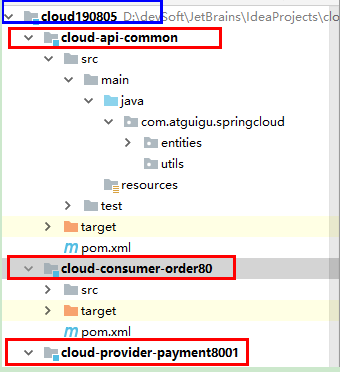 cloud190805 D:\devSoft\JetBrains\IdeaProjects\clo
cloud-api-common
src
main
java
com.atguigu.springcloud
entities
utils
resources
test
target
pom.xml
cloud-consumer-order80
src
target
pom.xml
cloud-provider-payment8001